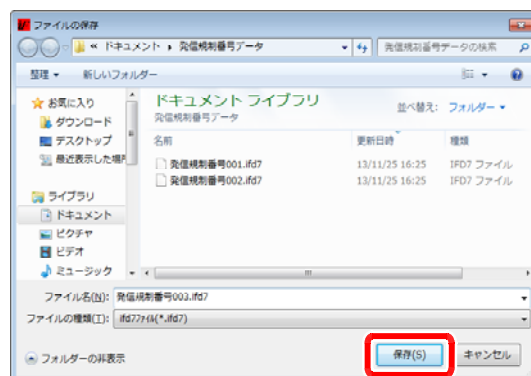 ファイルの保存
« ドキュメント ▸ 発信規制番号データ
発信規制番号データの検索
整理 ▼ 新しいフォルダー
お気に入り
ダウンロード
デスクトップ
最近表示した場所
ライブラリ
ドキュメント
ピクチャ
ビデオ
ミュージック
ドキュメント ライブラリ
発信規制番号データ
並べ替え: フォルダー ▼
名前 更新日時 種類
発信規制番号001.ifd7 13/11/25 16:25 IFD7 ファイル
発信規制番号002.ifd7 13/11/25 16:25 IFD7 ファイル
ファイル名(N): 発信規制番号003.ifd7
ファイルの種類(T): ifd7ファイル(*.ifd7)
フォルダーの非表示
保存(S) キャンセル